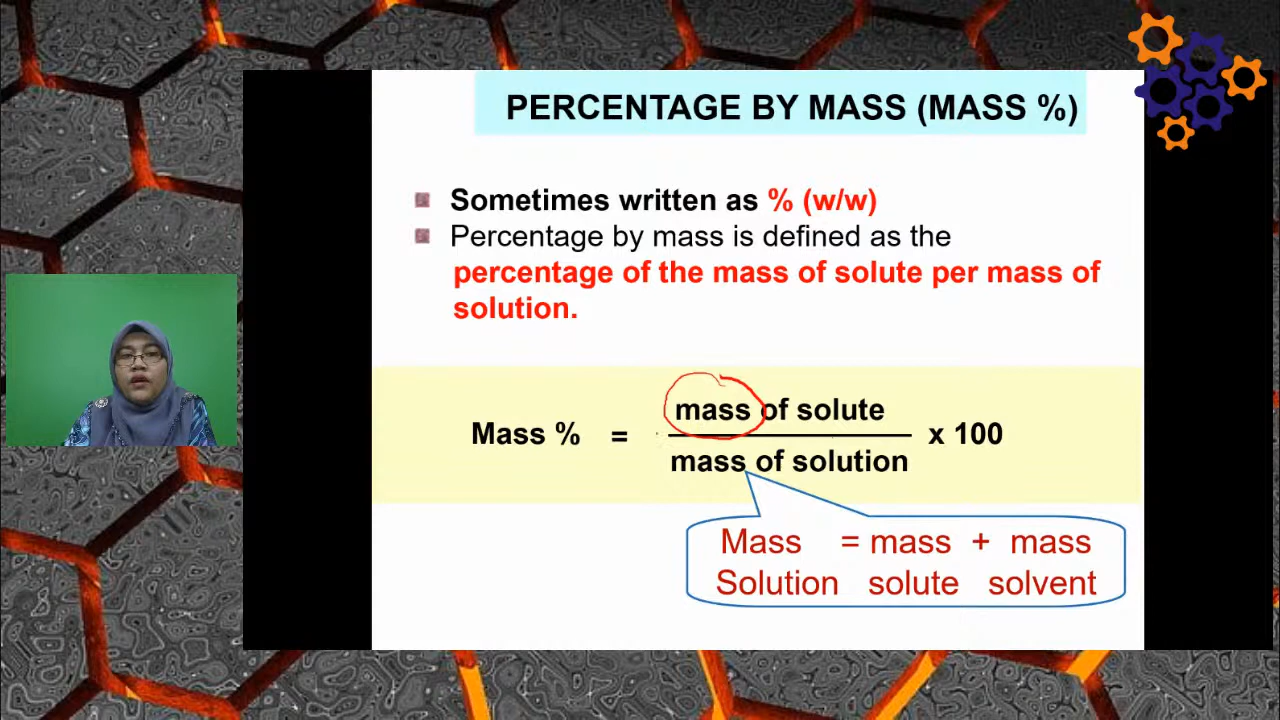 PERCENTAGE BY MASS (MASS %)
Sometimes written as % (w/w)
Percentage by mass is defined as the
percentage of the mass of solute per mass of
solution.
mass of solute
Mass % = x 100
mass of solution
Mass = mass + mass
Solution solute solvent